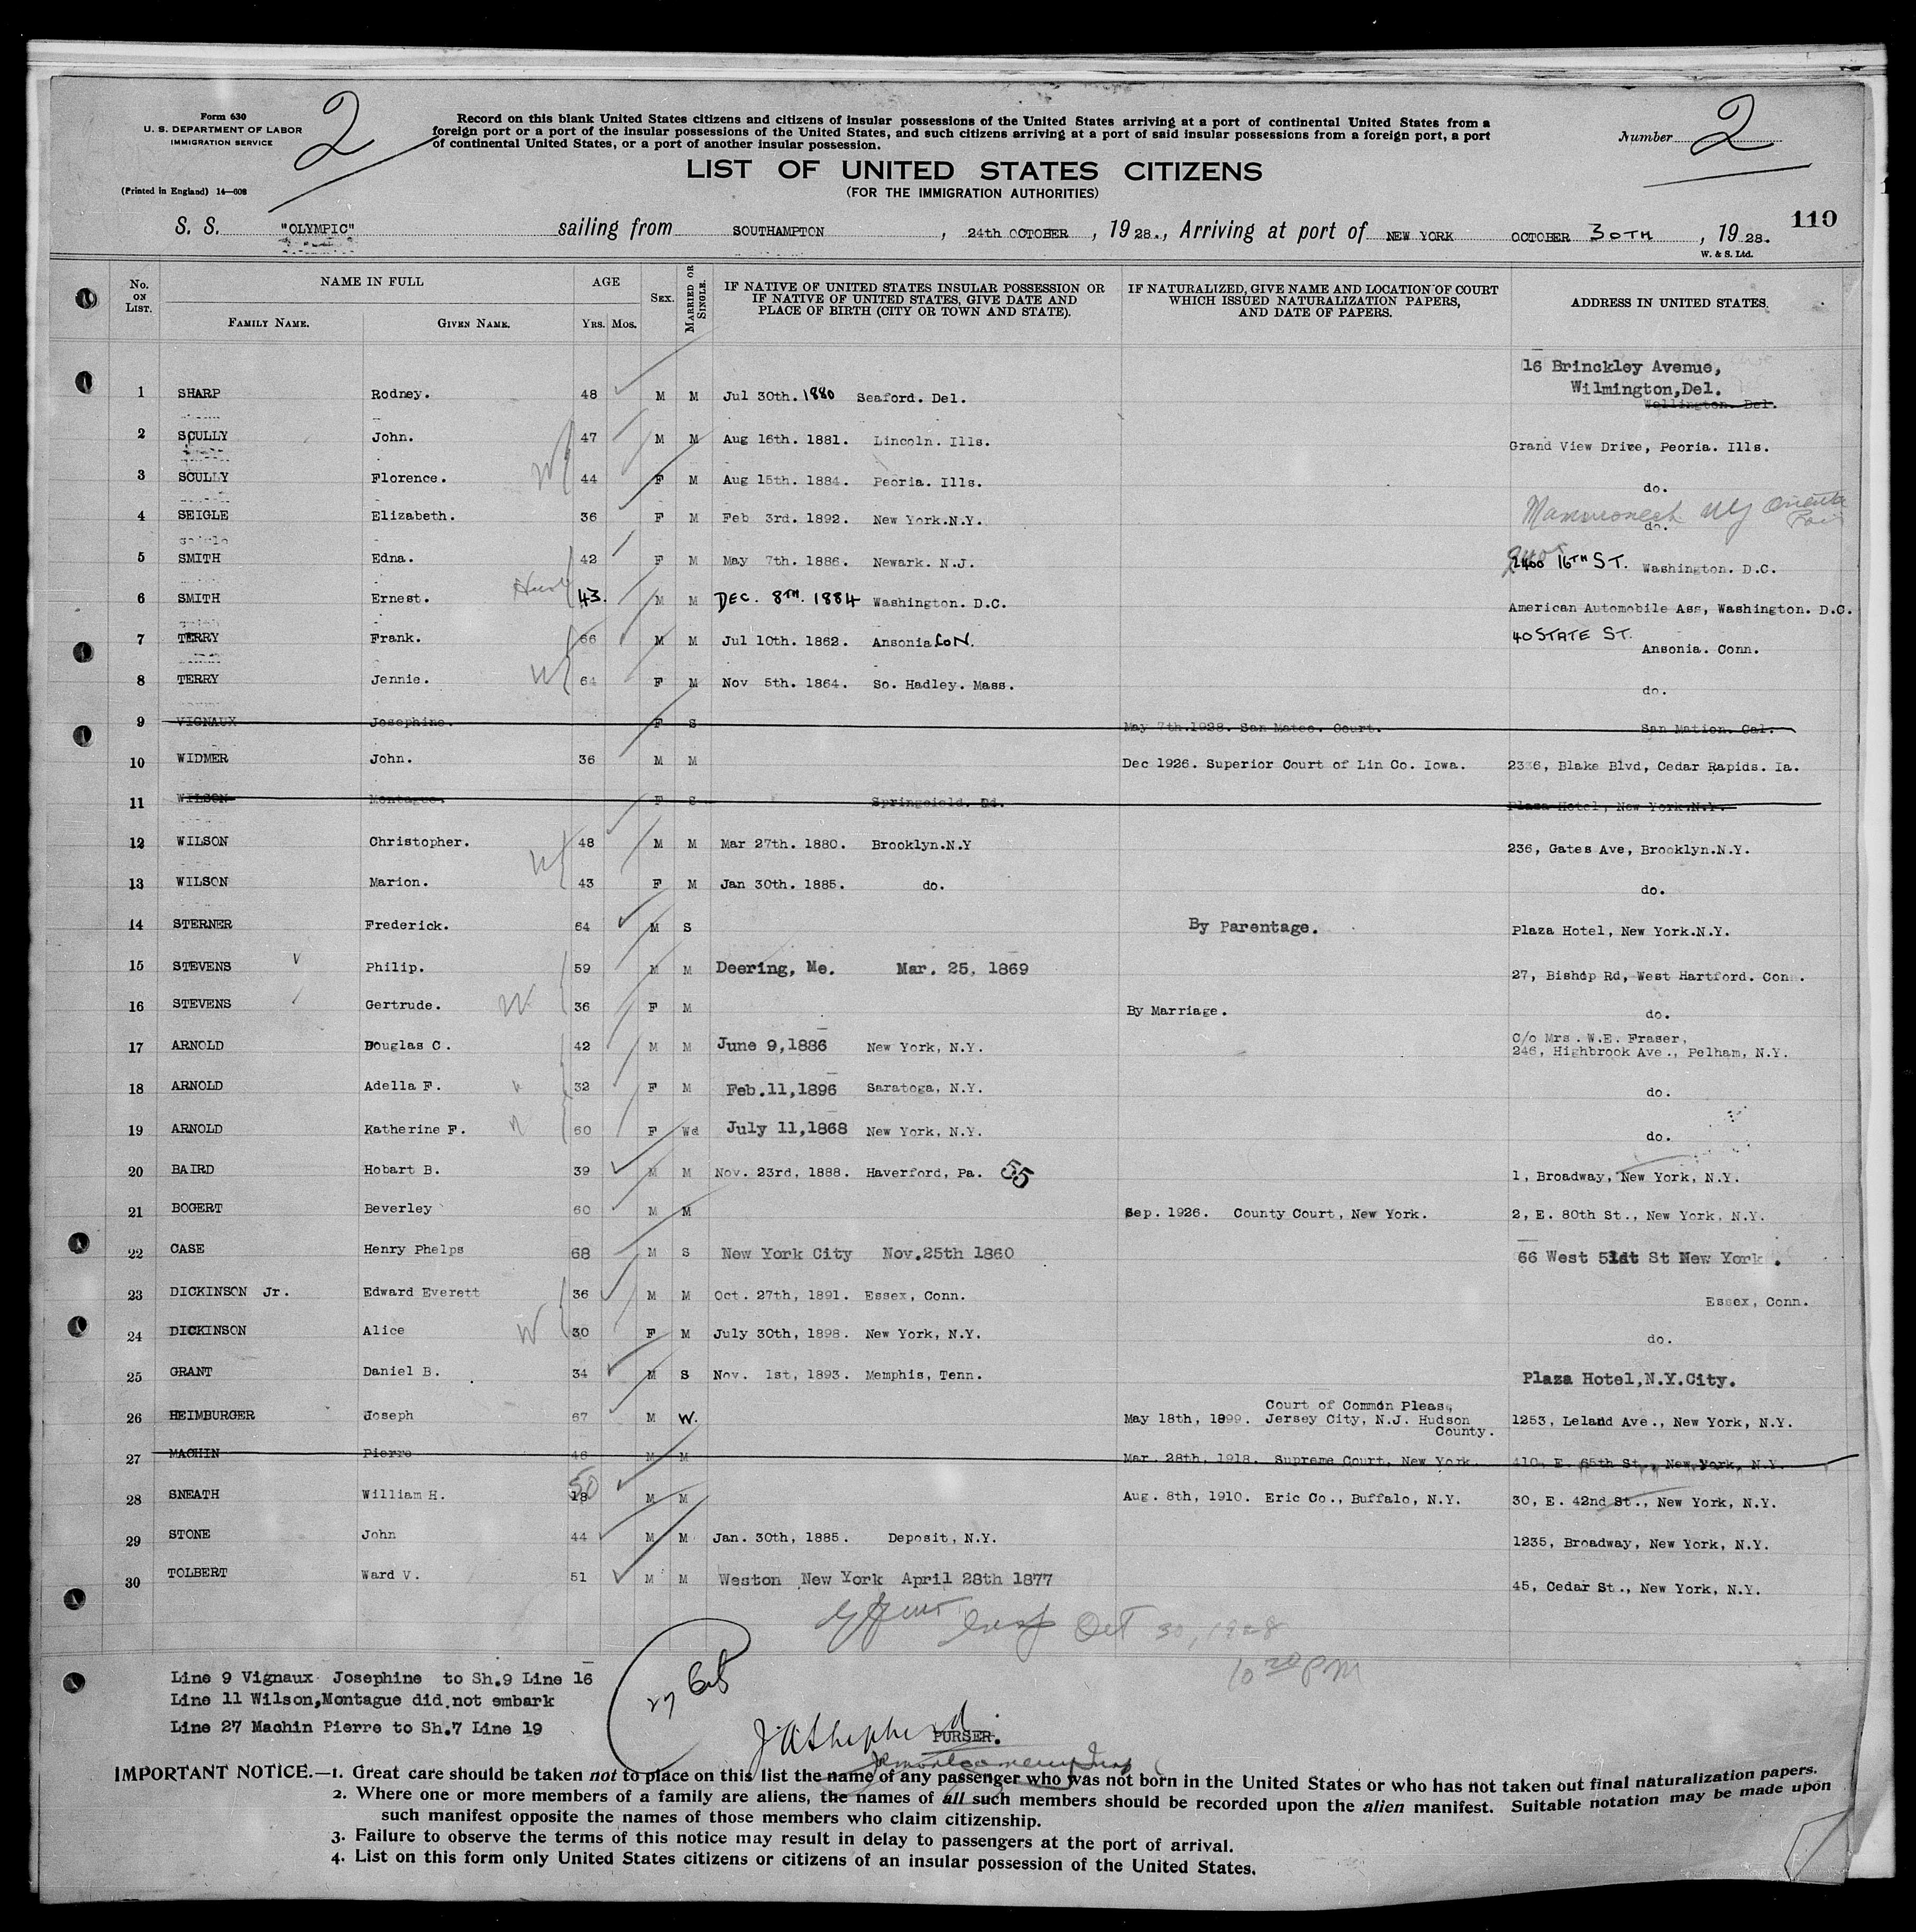 Form 630
U. S. DEPARTMENT OF LABOR
IMMIGRATION SERVICE
(Printed in England) 14—608
2
Record on this blank United States citizens and citizens of insular possessions of the United States arriving at a port of continental United States from a
foreign port or a port of the insular possessions of the United States, and such citizens arriving at a port of said insular possessions from a foreign port, a port
of continental United States, or a port of another insular possession.
Number 2
LIST OF UNITED STATES CITIZENS
(FOR THE IMMIGRATION AUTHORITIES)
110
S. S. "OLYMPIC" sailing from SOUTHAMPTON, 24th OCTOBER, 1928., Arriving at port of NEW YORK OCTOBER 30TH, 1928.
W. & S. Ltd.
No. ON LIST. NAME IN FULL AGE SEX. MARRIED OR SINGLE. IF NATIVE OF UNITED STATES INSULAR POSSESSION OR IF NATIVE OF UNITED STATES, GIVE DATE AND PLACE OF BIRTH (CITY OR TOWN AND STATE). IF NATURALIZED, GIVE NAME AND LOCATION OF COURT WHICH ISSUED NATURALIZATION PAPERS, AND DATE OF PAPERS. ADDRESS IN UNITED STATES.
FAMILY NAME. GIVEN NAME. YRS. MOS.
16 Brinckley Avenue,
Wilmington,Del.
1 SHARP Rodney. 48 M M Jul 30th. 1880 Seaford. Del. Wellington. Del.
2 SCULLY John. 47 M M Aug 16th. 1881. Lincoln. Ills. Grand View Drive, Peoria. Ills.
3 SCULLY Florence. W 44 F M Aug 15th. 1884. Peoria. Ills. do.
4 SEIGLE Elizabeth. 36 F M Feb 3rd. 1892. New York.N.Y. do.
5 SMITH Edna. 42 F M May 7th. 1886. Newark. N.J. 2400 16TH ST. Washington. D.C.
6 SMITH Ernest. 43. M M DEC. 8TH. 1884 Washington. D.C. American Automobile Ass, Washington. D.C.
7 TERRY Frank. 66 M M Jul 10th. 1862. Ansonia CON. 40 STATE ST. Ansonia. Conn.
8 TERRY Jennie. W 64 F M Nov 5th. 1864. So. Hadley. Mass. do.
9 VIGNAUX Josephine. F S May 7th.1928. San Mateo. Court. San Mation. Cal.
10 WIDMER John. 36 M M Dec 1926. Superior Court of Lin Co. Iowa. 2336, Blake Blvd, Cedar Rapids. Ia.
11 WILSON Montague. F S Springfield. Plaza Hotel, New York.N.Y.
12 WILSON Christopher. 48 M M Mar 27th. 1880. Brooklyn.N.Y 236, Gates Ave, Brooklyn.N.Y.
13 WILSON Marion. W 43 F M Jan 30th. 1885. do. do.
14 STERNER Frederick. 64 M S By Parentage. Plaza Hotel, New York.N.Y.
15 STEVENS Philip. 59 M M Deering, Me. Mar. 25, 1869 27, Bishop Rd, West Hartford. Conn.
16 STEVENS Gertrude. W 36 F M By Marriage. do.
17 ARNOLD Douglas C. 42 M M June 9,1886 New York, N.Y. C/o Mrs. W.E. Fraser,
246, Highbrook Ave., Pelham, N.Y.
18 ARNOLD Adella F. 32 F M Feb.11,1896 Saratoga, N.Y. do.
19 ARNOLD Katherine F. 60 F Wd July 11,1868 New York, N.Y. do.
20 BAIRD Hobart B. 39 M M Nov. 23rd, 1888. Haverford, Pa. 55 1, Broadway, New York, N.Y.
21 BOGERT Beverley 60 M M Sep. 1926. County Court, New York. 2, E. 80th St., New York, N.Y.
22 CASE Henry Phelps 68 M S New York City Nov.25th 1860 66 West 51st St New York.
23 DICKINSON Jr. Edward Everett 36 M M Oct. 27th, 1891. Essex, Conn. Essex, Conn.
24 DICKINSON Alice W 30 F M July 30th, 1898. New York, N.Y. do.
25 GRANT Daniel B. 34 M S Nov. 1st, 1893. Memphis, Tenn. Plaza Hotel,N.Y.City.
26 HEIMBURGER Joseph 67 M W. May 18th, 1899. Court of Common Pleas, Jersey City, N.J. Hudson County. 1253, Leland Ave., New York, N.Y.
27 MACHIN Pierre 46 M M Mar. 28th, 1918. Supreme Court, New York 410, E. 65th St., New York, N.Y.
28 SNEATH William H. 50 18 M M Aug. 8th, 1910. Eric Co., Buffalo, N.Y. 30, E. 42nd St., New York, N.Y.
29 STONE John 44 M M Jan. 30th, 1885. Deposit, N.Y. 1235, Broadway, New York, N.Y.
30 TOLBERT Ward V. 51 M M Weston New York April 28th 1877 45, Cedar St., New York, N.Y.
Insp Oct 30, 1928
10 30 PM
Line 9 Vignaux Josephine to Sh.9 Line 16
Line 11 Wilson,Montague did not embark
Line 27 Machin Pierre to Sh.7 Line 19
27
PURSER.
IMPORTANT NOTICE.—1. Great care should be taken not to place on this list the name of any passenger who was not born in the United States or who has not taken out final naturalization papers.
2. Where one or more members of a family are aliens, the names of all such members should be recorded upon the alien manifest. Suitable notation may be made upon
such manifest opposite the names of those members who claim citizenship.
3. Failure to observe the terms of this notice may result in delay to passengers at the port of arrival.
4. List on this form only United States citizens or citizens of an insular possession of the United States.